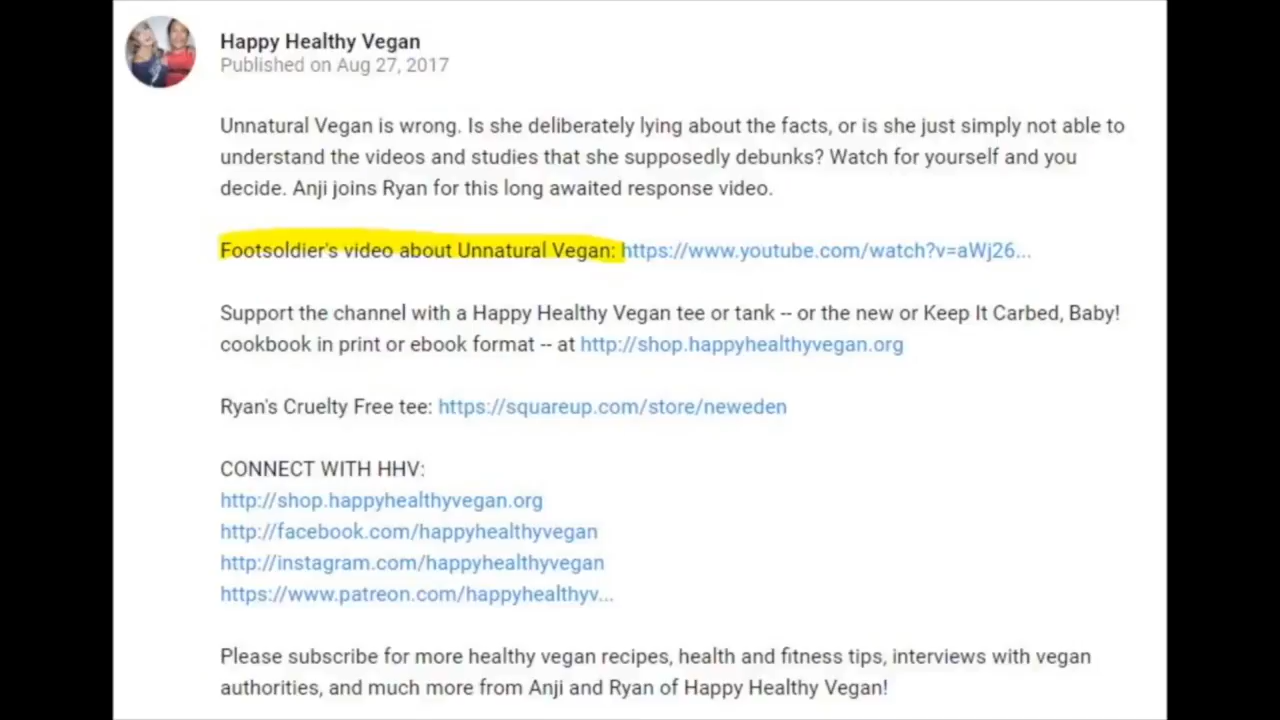 Happy Healthy Vegan
Published on Aug 27, 2017
Unnatural Vegan is wrong. Is she deliberately lying about the facts, or is she just simply not able to
understand the videos and studies that she supposedly debunks? Watch for yourself and you
decide. Anji joins Ryan for this long awaited response video.
Footsoldier's video about Unnatural Vegan: https://www.youtube.com/watch?v=aWj26...
Support the channel with a Happy Healthy Vegan tee or tank -- or the new or Keep It Carbed, Baby!
cookbook in print or ebook format -- at http://shop.happyhealthyvegan.org
Ryan's Cruelty Free tee: https://squareup.com/store/neweden
CONNECT WITH HHV:
http://shop.happyhealthyvegan.org
http://facebook.com/happyhealthyvegan
http://instagram.com/happyhealthyvegan
https://www.patreon.com/happyhealthyv...
Please subscribe for more healthy vegan recipes, health and fitness tips, interviews with vegan
authorities, and much more from Anji and Ryan of Happy Healthy Vegan!